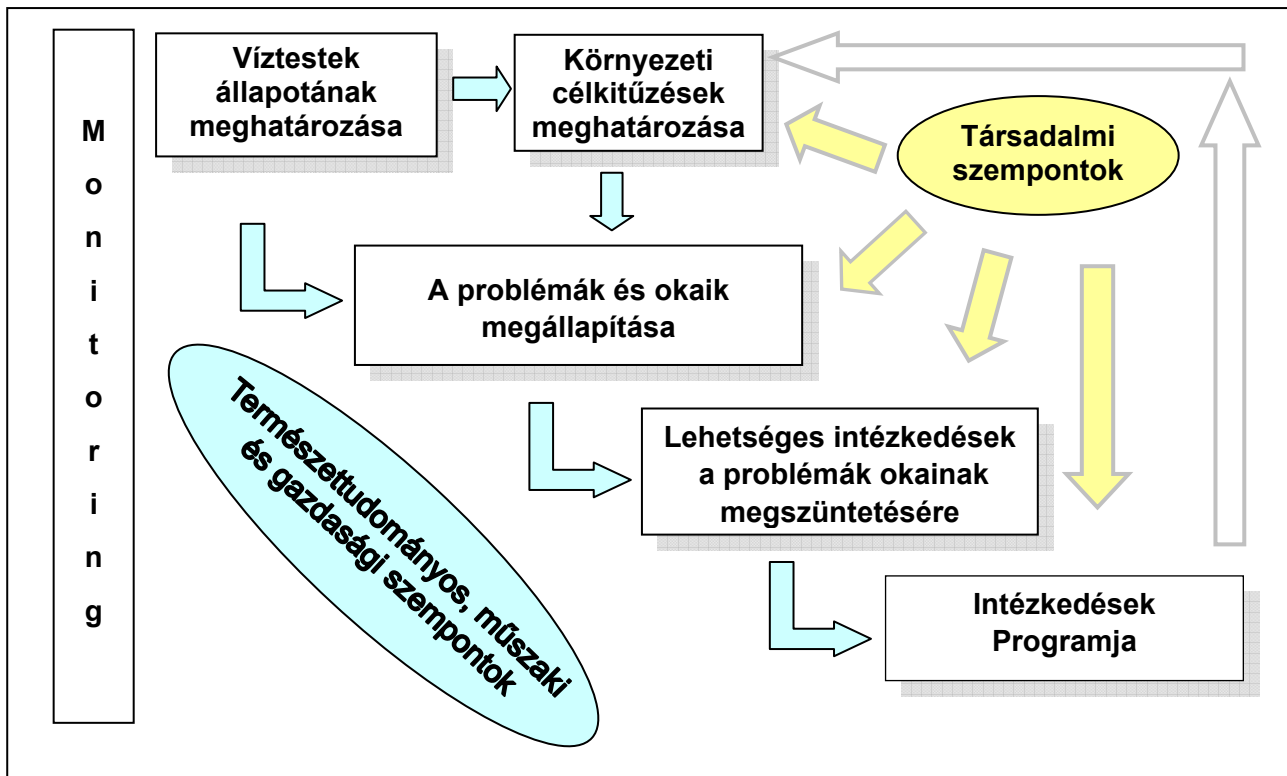 Monitoring
Víztestek
állapotának
meghatározása
Környezeti
célkitűzések
meghatározása
Társadalmi
szempontok
A problémák és okaik
megállapítása
Természettudományos, műszaki
és gazdasági szempontok
Lehetséges intézkedések
a problémák okainak
megszüntetésére
Intézkedések
Programja